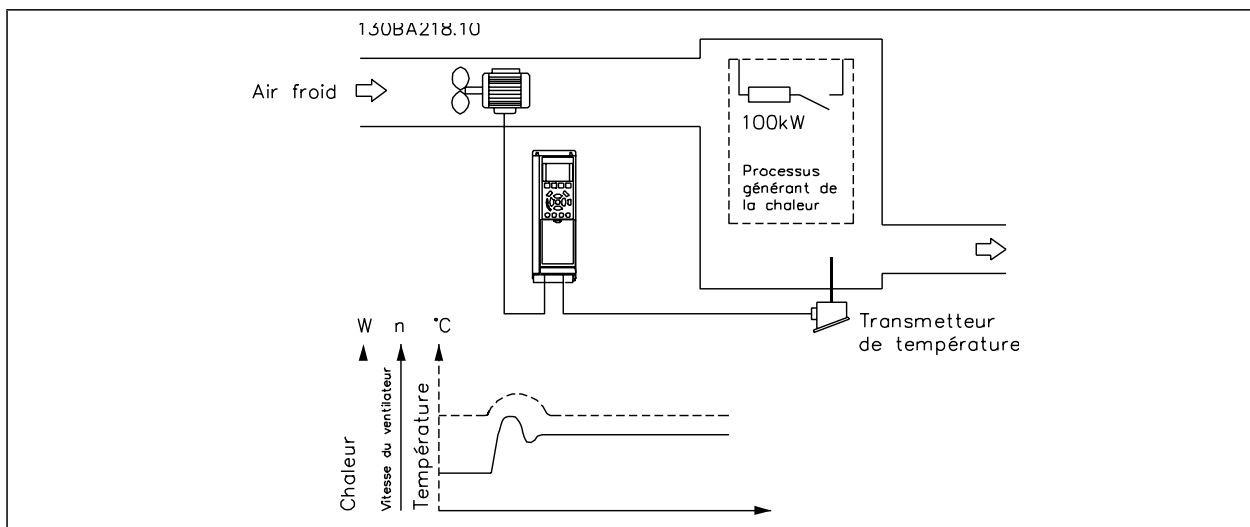 130BA218.10
Air froid
100kW
Processus
générant de
la chaleur
Transmetteur
de température
W n °C
Chaleur
Vitesse du ventilateur
Température